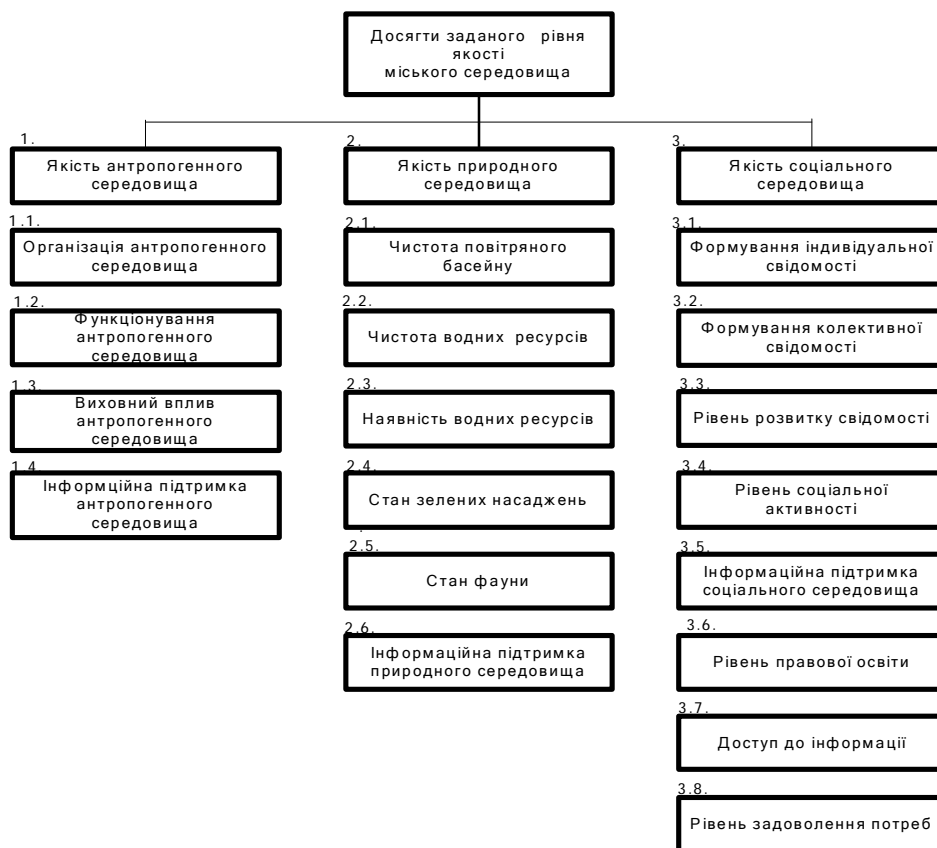 Досягти заданого рівня
якості
міського середовища
1.
Якість антропогенного
середовища
1.1.
Організація антропогенного
середовища
1.2.
Функціонування
антропогенного
середовища
1.3.
Виховний вплив
антропогенного
середовища
1.4
Інформційна підтримка
антропогенного
середовища
2.
Якість природного
середовища
2.1.
Чистота повітряного
басейну
2.2.
Чистота водних ресурсів
2.3.
Наявність водних ресурсів
2.4.
Стан зелених насаджень
2.5.
Стан фауни
2.6.
Інформаційна підтримка
природного середовища
3.
Якість соціального
середовища
3.1.
Формування індивідуальної
свідомості
3.2.
Формування колективної
свідомості
3.3.
Рівень розвитку свідомості
3.4.
Рівень соціальної
активності
3.5.
Інформаційна підтримка
соціального середовища
3.6.
Рівень правової освіти
3.7.
Доступ до інформації
3.8.
Рівень задоволення потреб